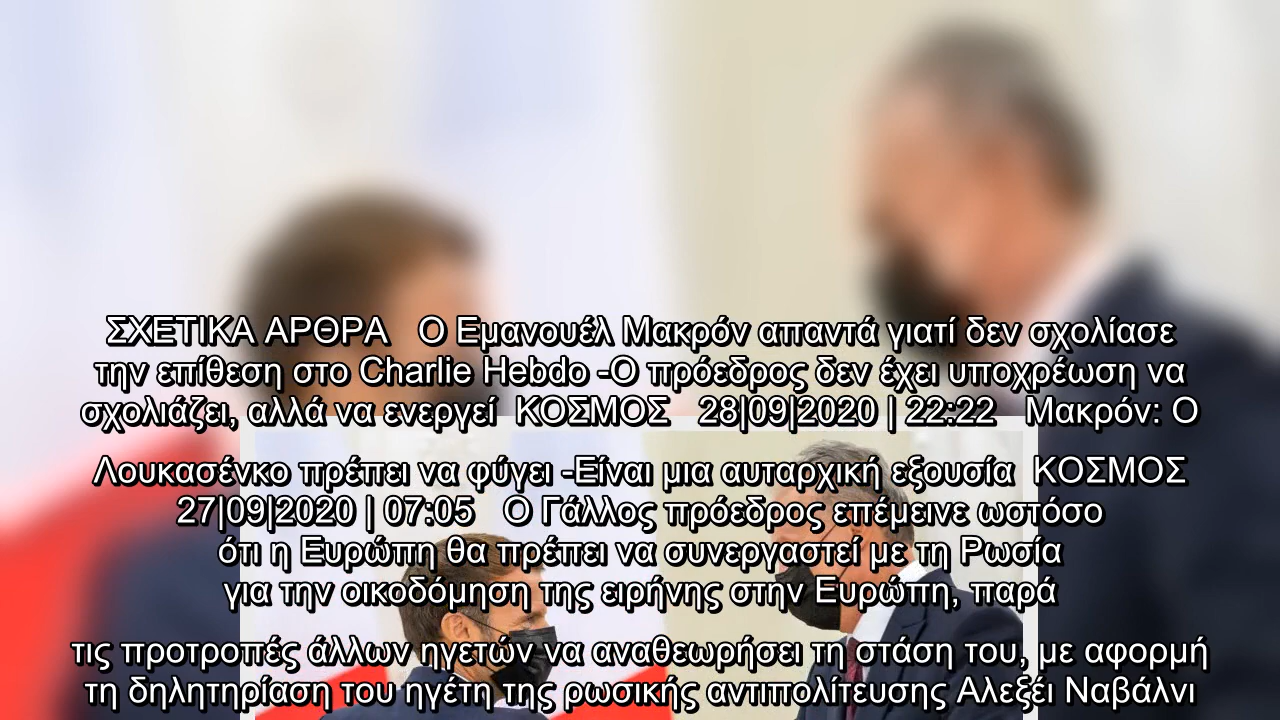 ΣΧΕΤΙΚΑ ΑΡΘΡΑ   Ο Εμανουέλ Μακρόν απαντά γιατί δεν σχολίασε
την επίθεση στο Charlie Hebdo -Ο πρόεδρος δεν έχει υποχρέωση να
σχολιάζει, αλλά να ενεργεί  ΚΟΣΜΟΣ   28|09|2020 | 22:22   Μακρόν: Ο
Λουκασένκο πρέπει να φύγει -Είναι μια αυταρχική εξουσία  ΚΟΣΜΟΣ
27|09|2020 | 07:05   Ο Γάλλος πρόεδρος επέμεινε ωστόσο
ότι η Ευρώπη θα πρέπει να συνεργαστεί με τη Ρωσία
για την οικοδόμηση της ειρήνης στην Ευρώπη, παρά
τις προτροπές άλλων ηγετών να αναθεωρήσει τη στάση του, με αφορμή
τη δηλητηρίαση του ηγέτη της ρωσικής αντιπολίτευσης Αλεξέι Ναβάλνι